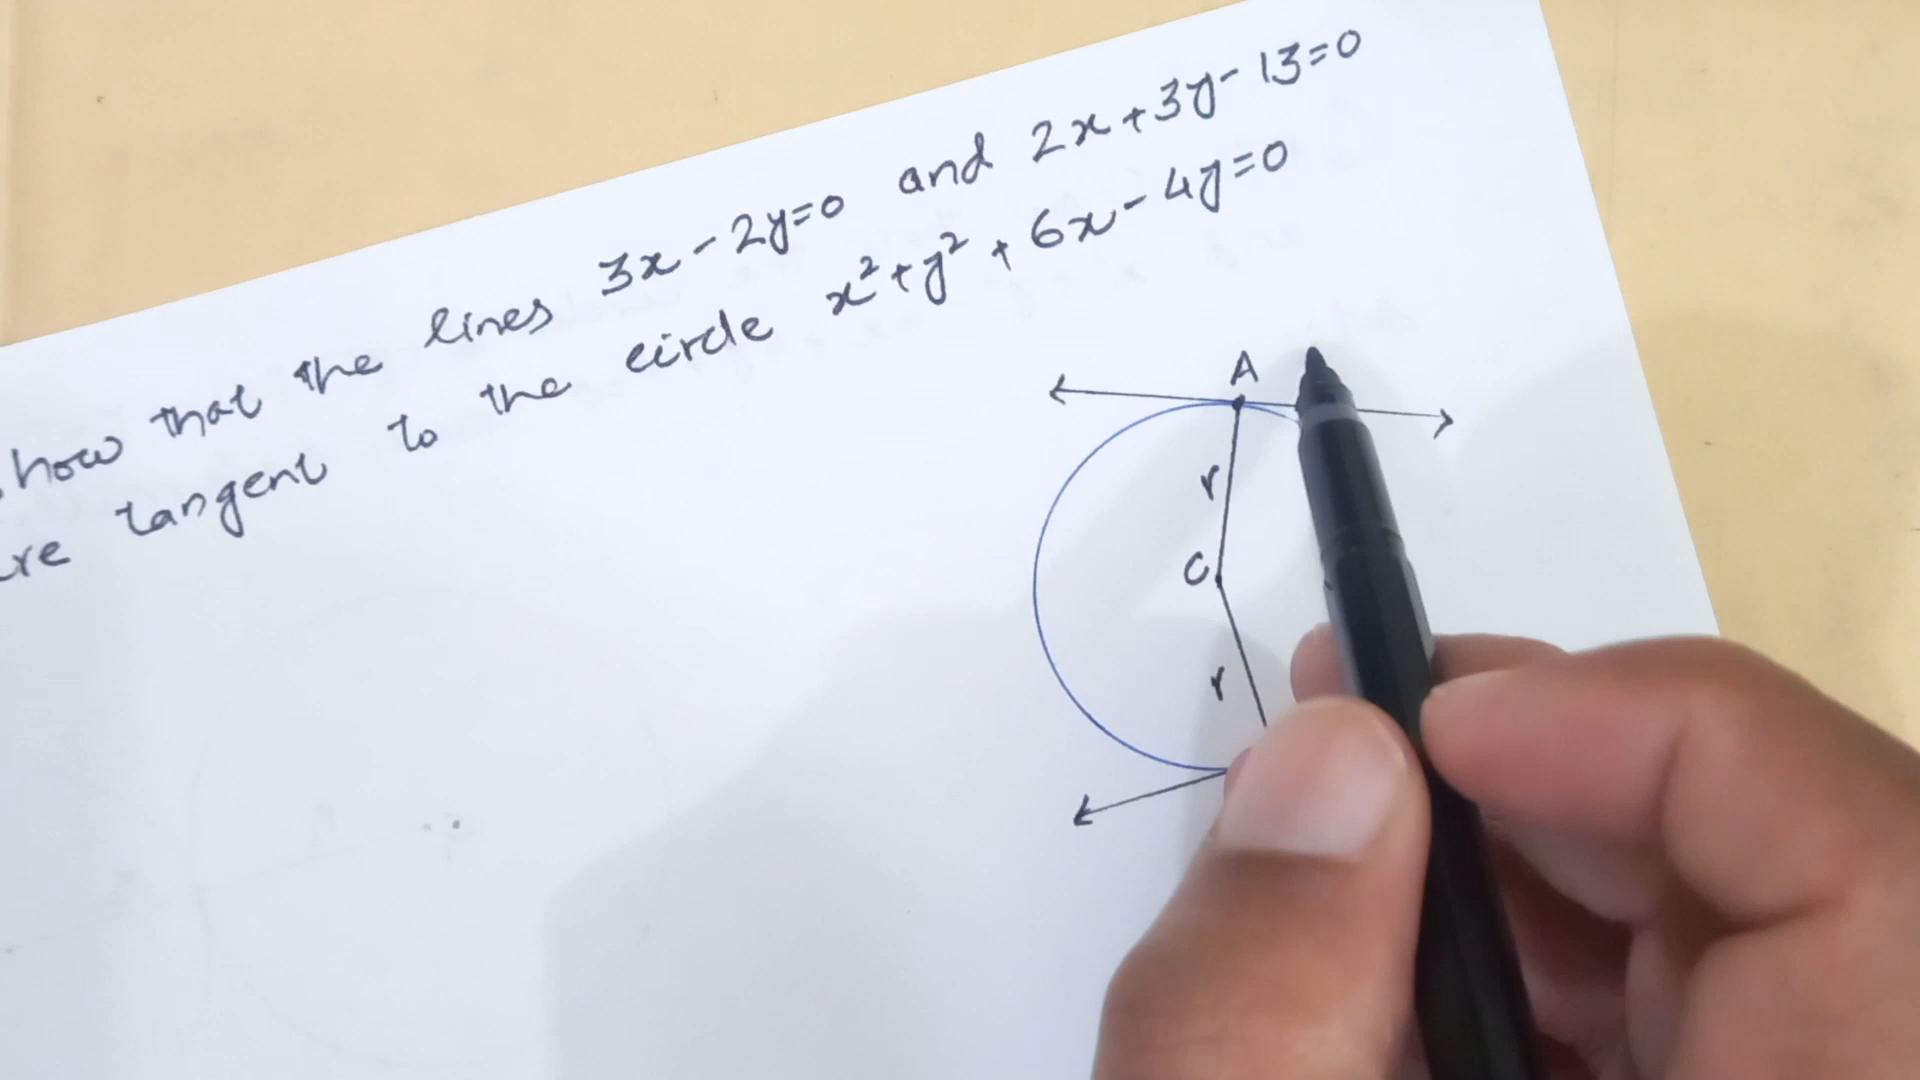 how that the lines 3x - 2y=0 and 2x+3y-13=0
re tangent to the circle x²+y² + 6x - 4y=0
A
r
C
r